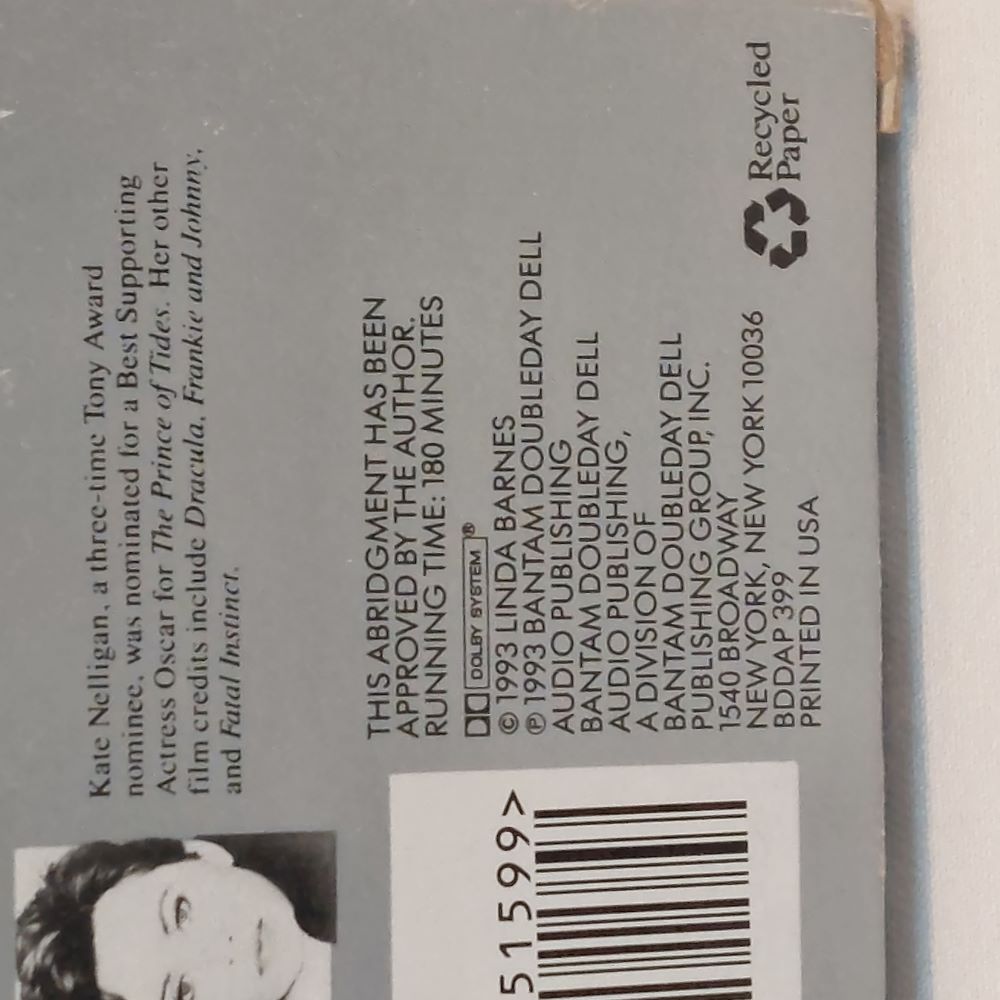 Kate Nelligan, a three-time Tony Award
nominee, was nominated for a Best Supporting
Actress Oscar for The Prince of Tides. Her other
film credits include Dracula, Frankie and Johnny,
and Fatal Instinct.
THIS ABRIDGMENT HAS BEEN
APPROVED BY THE AUTHOR.
RUNNING TIME: 180 MINUTES
DOLBY SYSTEM ®
© 1993 LINDA BARNES
℗ 1993 BANTAM DOUBLEDAY DELL
AUDIO PUBLISHING
BANTAM DOUBLEDAY DELL
AUDIO PUBLISHING,
A DIVISION OF
BANTAM DOUBLEDAY DELL
PUBLISHING GROUP, INC.
1540 BROADWAY
NEW YORK, NEW YORK 10036
BDDAP 399
PRINTED IN USA
Recycled
Paper
51599>